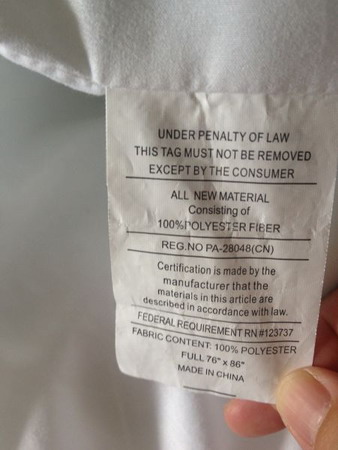 UNDER PENALTY OF LAW
THIS TAG MUST NOT BE REMOVED
EXCEPT BY THE CONSUMER
ALL NEW MATERIAL
Consisting of
100%POLYESTER FIBER
REG.NO PA-28048(CN)
Certification is made by the
manufacturer that the
materials in this article are
described in accordance with law.
FEDERAL REQUIREMENT RN #123737
FABRIC CONTENT: 100% POLYESTER
FULL 76" x 86"
MADE IN CHINA